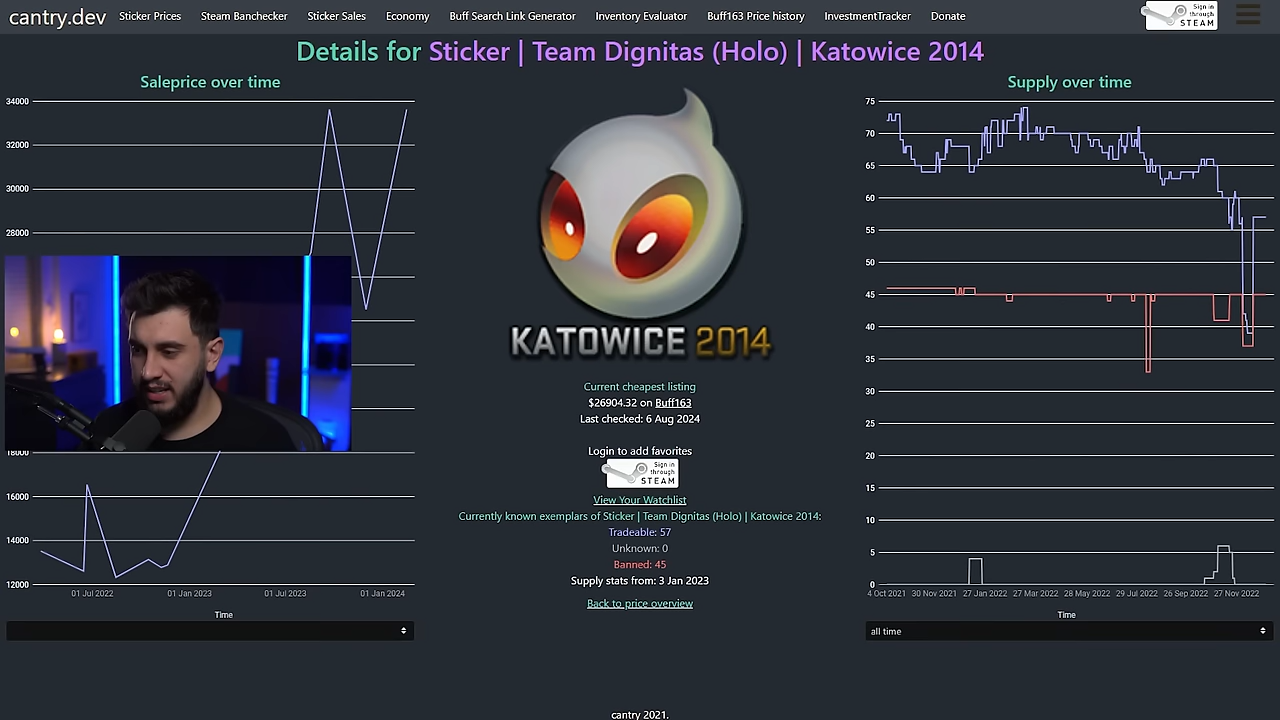 cantry.dev Sticker Prices Steam Banchecker Sticker Sales Economy Buff Search Link Generator Inventory Evaluator Buff163 Price history InvestmentTracker Donate
Sign in
through
STEAM
Details for Sticker | Team Dignitas (Holo) | Katowice 2014
Saleprice over time
34000
32000
30000
28000
18000
16000
14000
12000
01 Jul 2022 01 Jan 2023 01 Jul 2023 01 Jan 2024
Time
KATOWICE 2014
Current cheapest listing
$26904.32 on Buff163
Last checked: 6 Aug 2024
Login to add favorites
Sign in
through
STEAM
View Your Watchlist
Currently known exemplars of Sticker | Team Dignitas (Holo) | Katowice 2014:
Tradeable: 57
Unknown: 0
Banned: 45
Supply stats from: 3 Jan 2023
Back to price overview
Supply over time
75
70
65
60
55
50
45
40
35
30
25
20
15
10
5
0
4 Oct 2021 30 Nov 2021 27 Jan 2022 27 Mar 2022 28 May 2022 29 Jul 2022 26 Sep 2022 27 Nov 2022
Time
all time
cantry 2021.